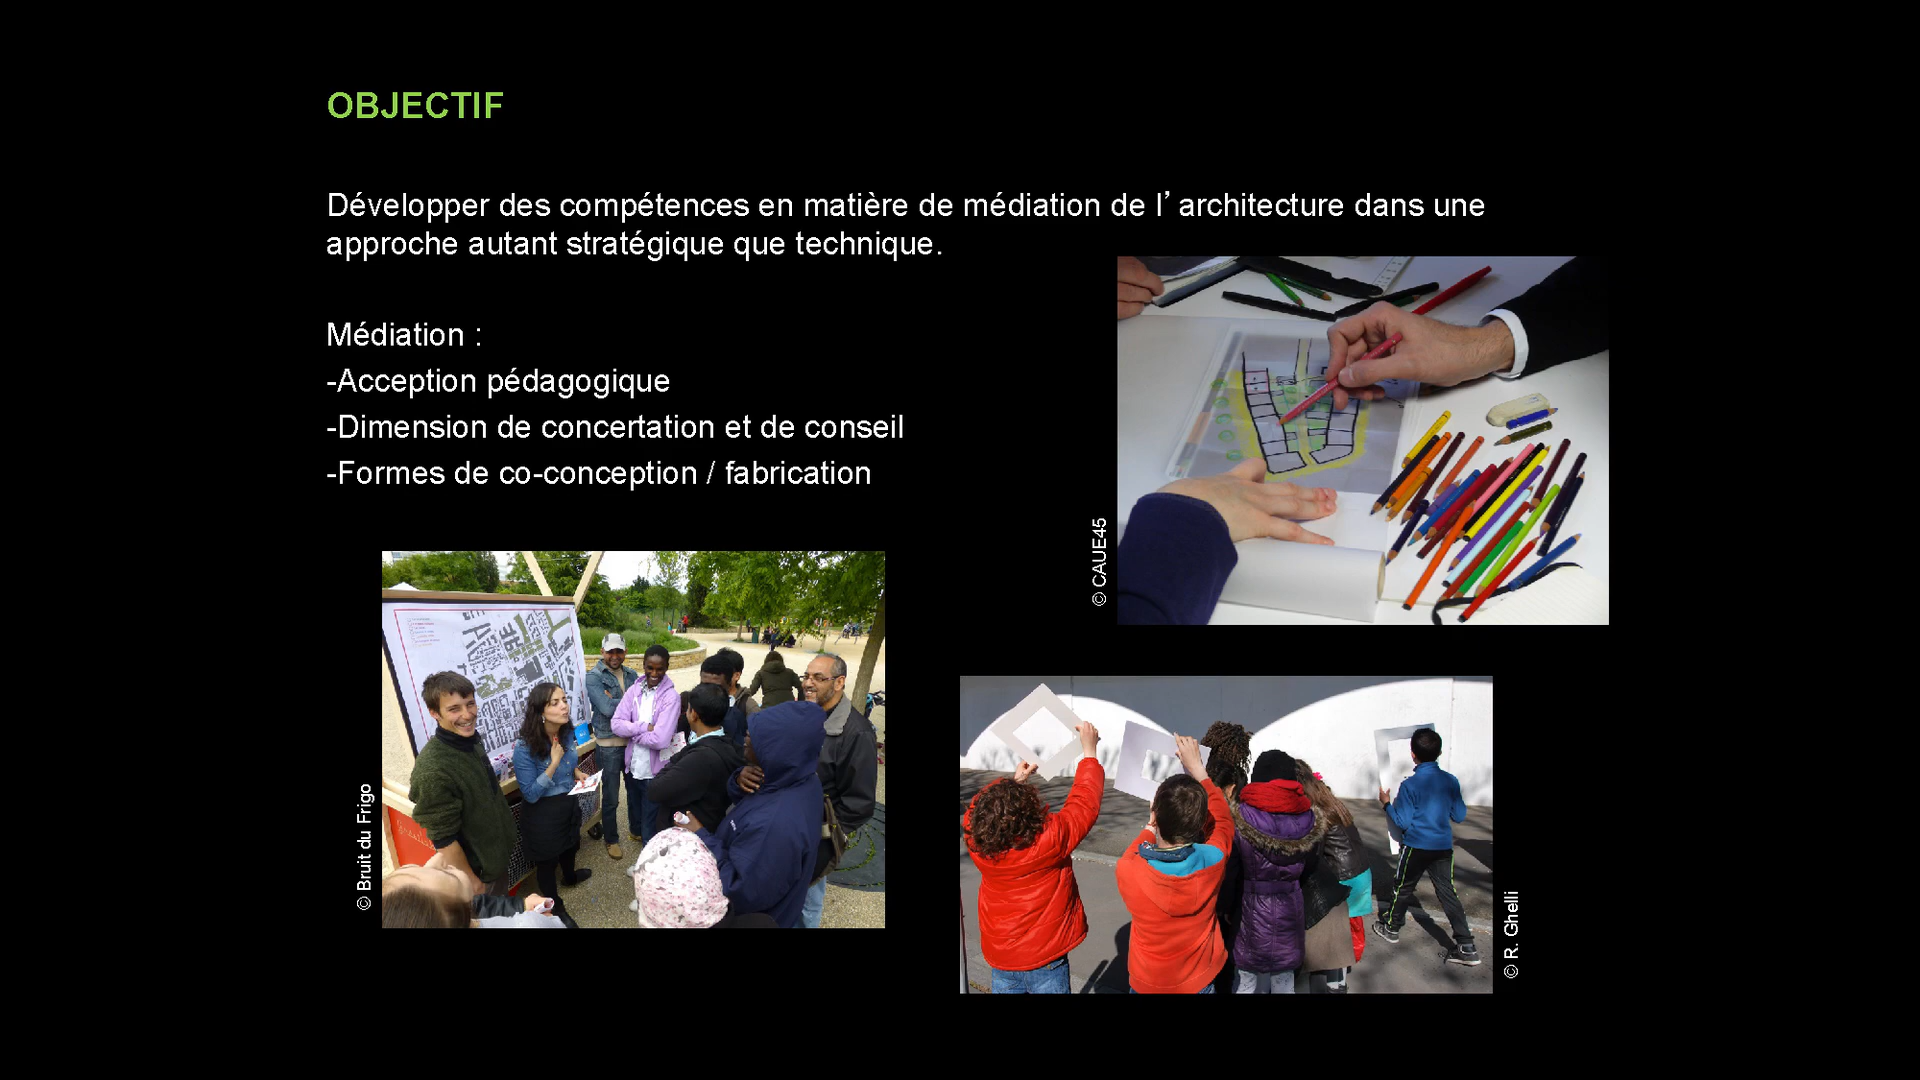 OBJECTIF
Développer des compétences en matière de médiation de l’architecture dans une
approche autant stratégique que technique.
Médiation :
-Acception pédagogique
-Dimension de concertation et de conseil
-Formes de co-conception / fabrication
© CAUE45
© Bruit du Frigo
© R. Ghelli